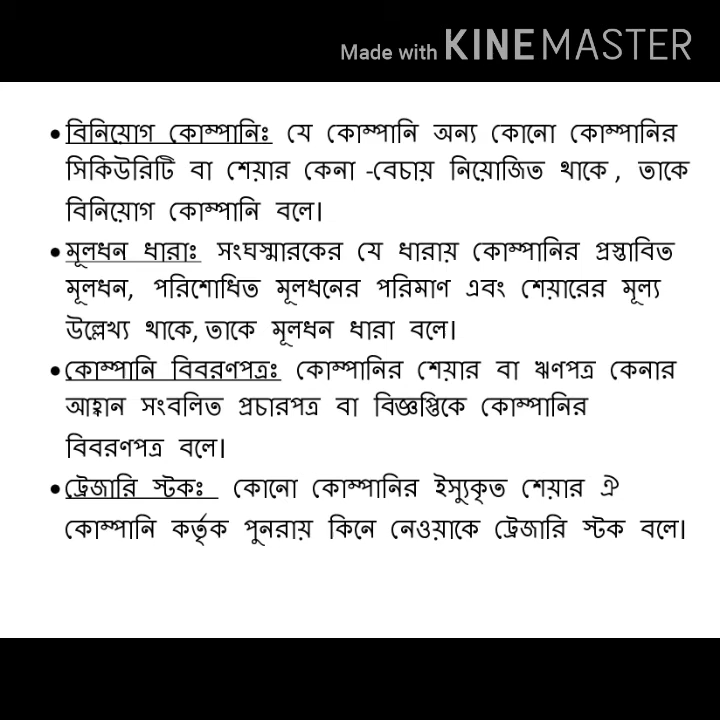 Made with KINEMASTER
• বিনিয়োগ কোম্পানিঃ যে কোম্পানি অন্য কোনো কোম্পানির
সিকিউরিটি বা শেয়ার কেনা -বেচায় নিয়োজিত থাকে , তাকে
বিনিয়োগ কোম্পানি বলে।
• মূলধন ধারাঃ সংঘস্মারকের যে ধারায় কোম্পানির প্রস্তাবিত
মূলধন, পরিশোধিত মূলধনের পরিমাণ এবং শেয়ারের মূল্য
উল্লেখ্য থাকে, তাকে মূলধন ধারা বলে।
• কোম্পানি বিবরণপত্রঃ কোম্পানির শেয়ার বা ঋণপত্র কেনার
আহ্বান সংবলিত প্রচারপত্র বা বিজ্ঞপ্তিকে কোম্পানির
বিবরণপত্র বলে।
• ট্রেজারি স্টকঃ কোনো কোম্পানির ইস্যুকৃত শেয়ার ঐ
কোম্পানি কর্তৃক পুনরায় কিনে নেওয়াকে ট্রেজারি স্টক বলে।